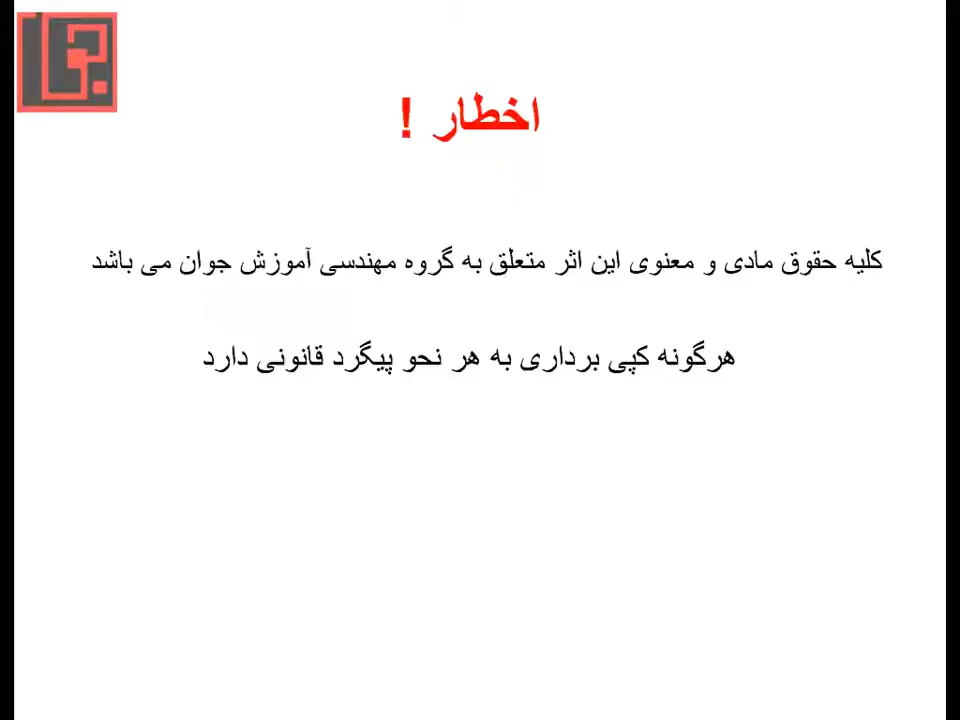 اخطار !
کلیه حقوق مادی و معنوی این اثر متعلق به گروه مهندسی آموزش جوان می باشد
هرگونه کپی برداری به هر نحو پیگرد قانونی دارد